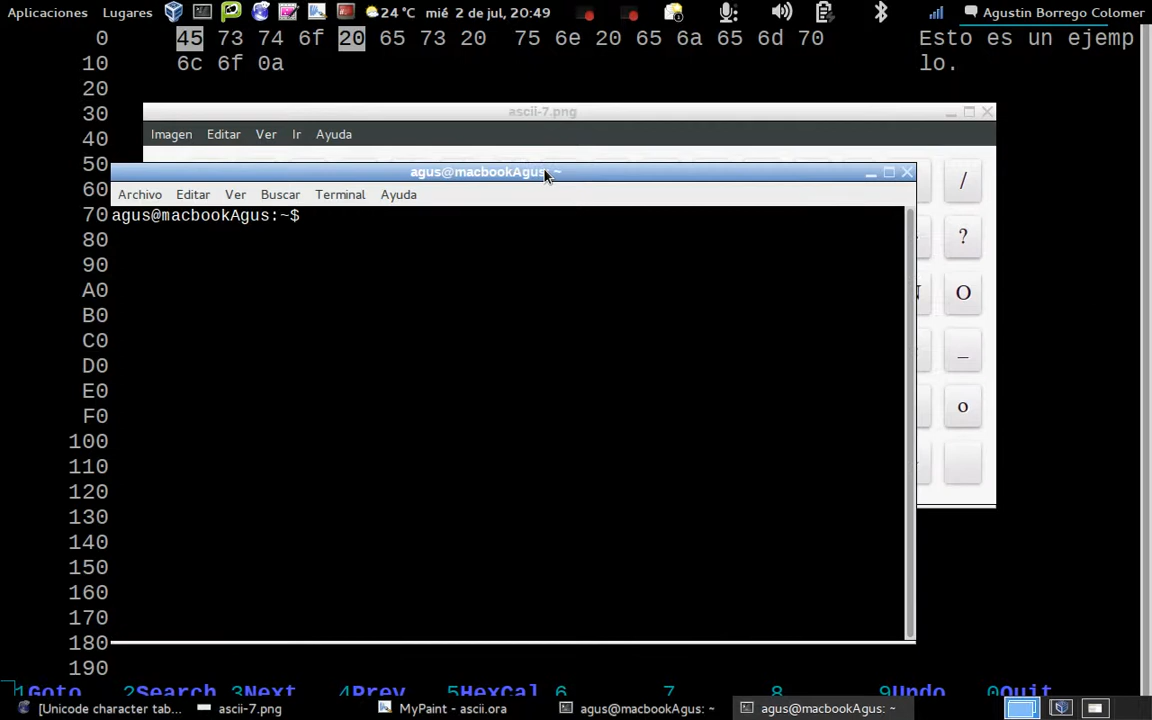 Aplicaciones Lugares 24 °C mié 2 de jul, 20:49 Agustin Borrego Colomer
0 45 73 74 6f 20 65 73 20 75 6e 20 65 6a 65 6d 70 Esto es un ejemp
10 6c 6f 0a lo.
20
30
ascii-7.png
40
Imagen Editar Ver Ir Ayuda
50
agus@macbookAgus: ~
/
60
Archivo Editar Ver Buscar Terminal Ayuda
70
agus@macbookAgus:~$
80
?
90
A0
O
B0
C0
_
D0
E0
o
F0
100
110
120
130
140
150
160
170
180
190
1Goto 2Search 3Next 4Prev 5HexCal 6 7 8 9Undo 0Quit
[Unicode character tab... ascii-7.png MyPaint - ascii.ora agus@macbookAgus: ~ agus@macbookAgus: ~